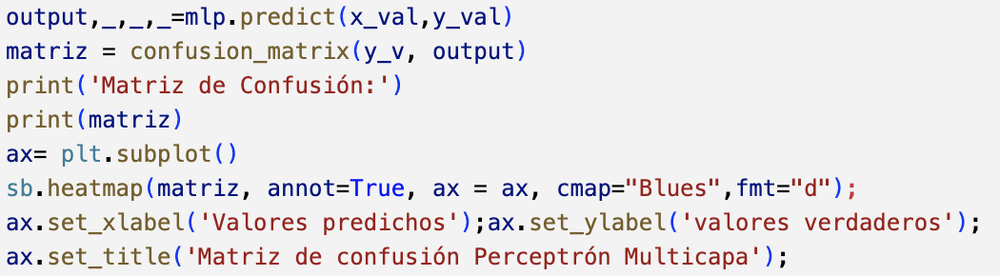 output,_,_,_=mlp.predict(x_val,y_val)
matriz = confusion_matrix(y_v, output)
print('Matriz de Confusión:')
print(matriz)
ax= plt.subplot()
sb.heatmap(matriz, annot=True, ax = ax, cmap="Blues",fmt="d");
ax.set_xlabel('Valores predichos');ax.set_ylabel('valores verdaderos');
ax.set_title('Matriz de confusión Perceptrón Multicapa');